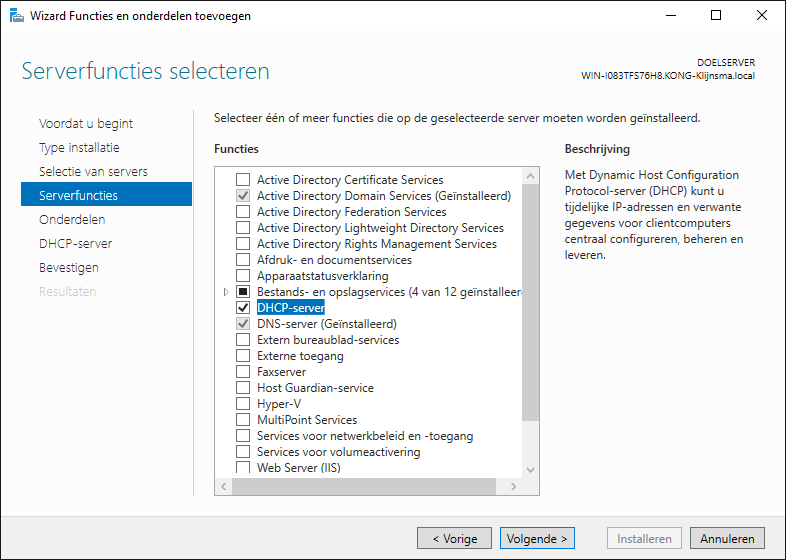 Wizard Functies en onderdelen toevoegen
Serverfuncties selecteren
DOELSERVER
WIN-I083TFS76H8.KONG-Klijnsma.local
Voordat u begint
Type installatie
Selectie van servers
Serverfuncties
Onderdelen
DHCP-server
Bevestigen
Resultaten
Selecteer één of meer functies die op de geselecteerde server moeten worden geïnstalleerd.
Functies
Active Directory Certificate Services
Active Directory Domain Services (Geïnstalleerd)
Active Directory Federation Services
Active Directory Lightweight Directory Services
Active Directory Rights Management Services
Afdruk- en documentservices
Apparaatstatusverklaring
Bestands- en opslagservices (4 van 12 geïnstalleer
DHCP-server
DNS-server (Geïnstalleerd)
Extern bureaublad-services
Externe toegang
Faxserver
Host Guardian-service
Hyper-V
MultiPoint Services
Services voor netwerkbeleid en -toegang
Services voor volumeactivering
Web Server (IIS)
Beschrijving
Met Dynamic Host Configuration
Protocol-server (DHCP) kunt u
tijdelijke IP-adressen en verwante
gegevens voor clientcomputers
centraal configureren, beheren en
leveren.
< Vorige
Volgende >
Installeren
Annuleren